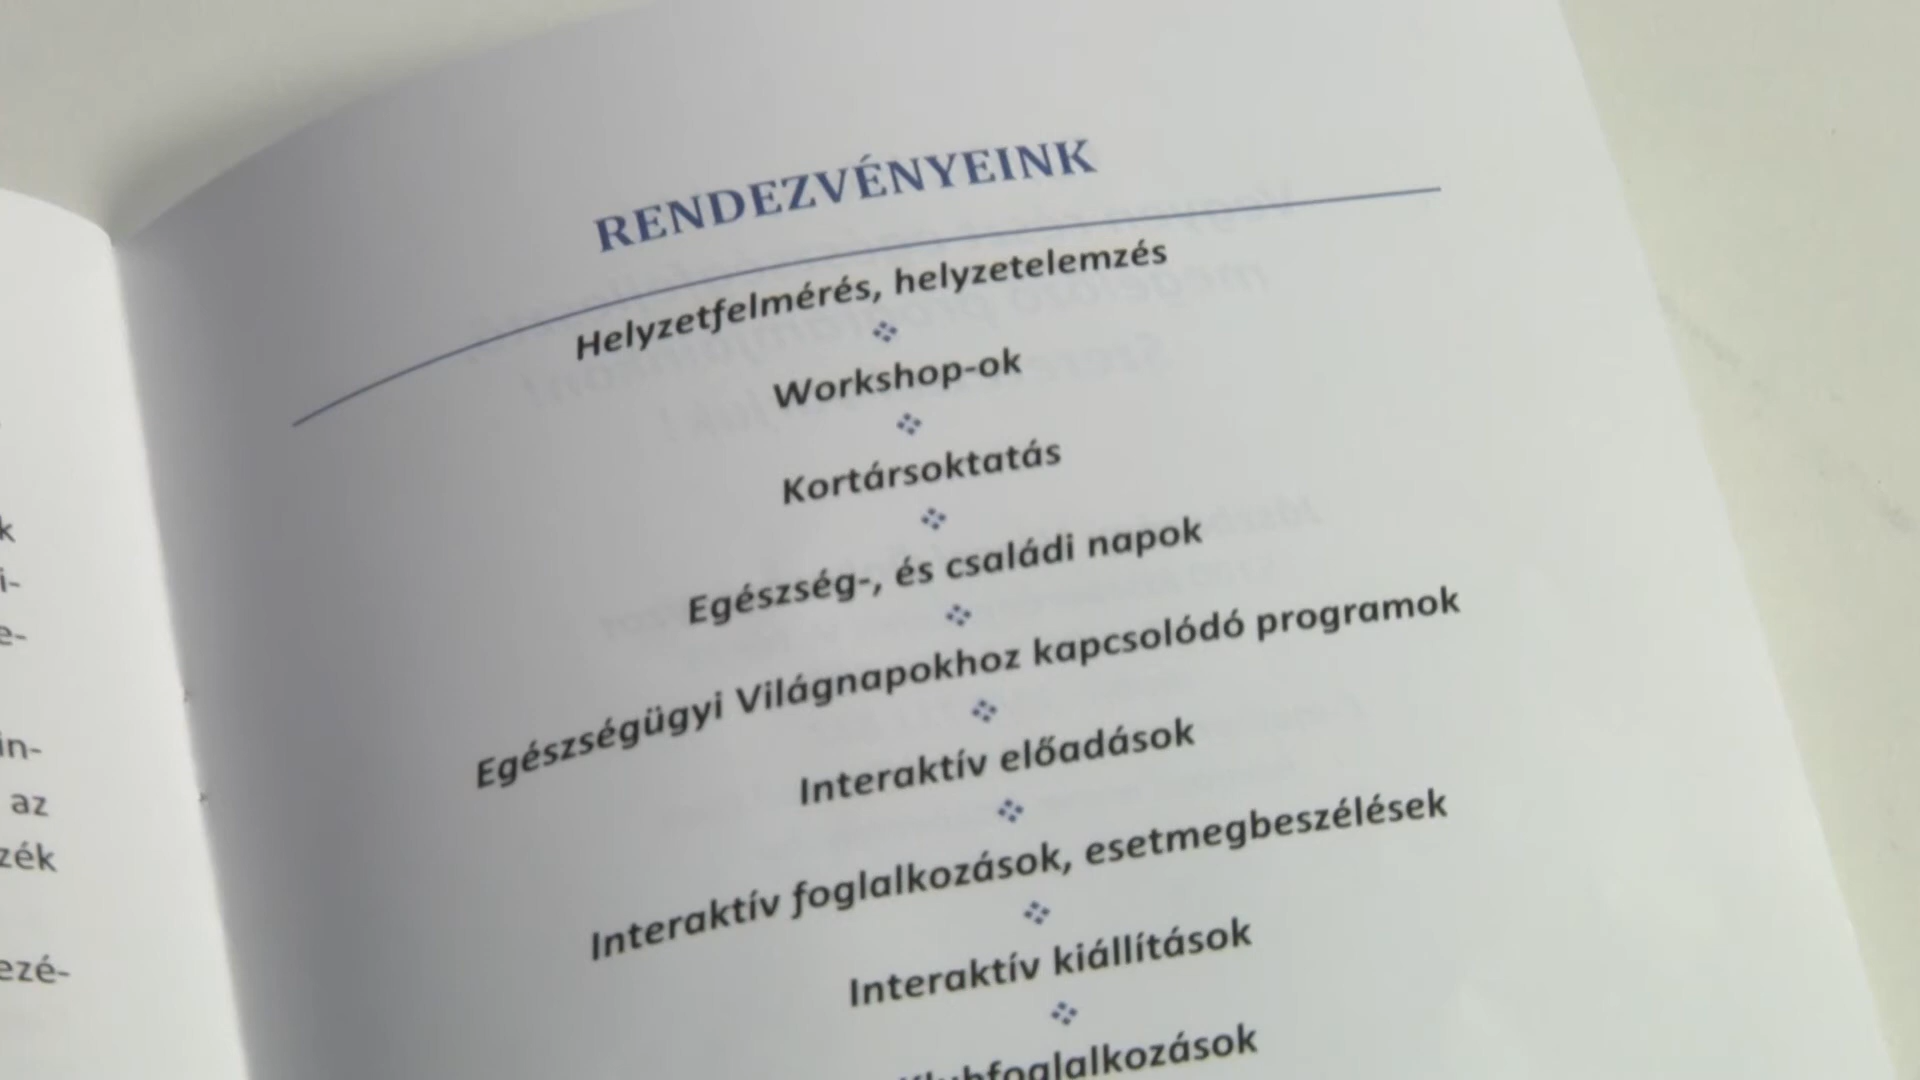 k
i-
e-
in-
az
zék
ezé-
RENDEZVÉNYEINK
Helyzetfelmérés, helyzetelemzés
Workshop-ok
Kortársoktatás
Egészség-, és családi napok
Egészségügyi Világnapokhoz kapcsolódó programok
Interaktív előadások
Interaktív foglalkozások, esetmegbeszélések
Interaktív kiállítások
Klubfoglalkozások